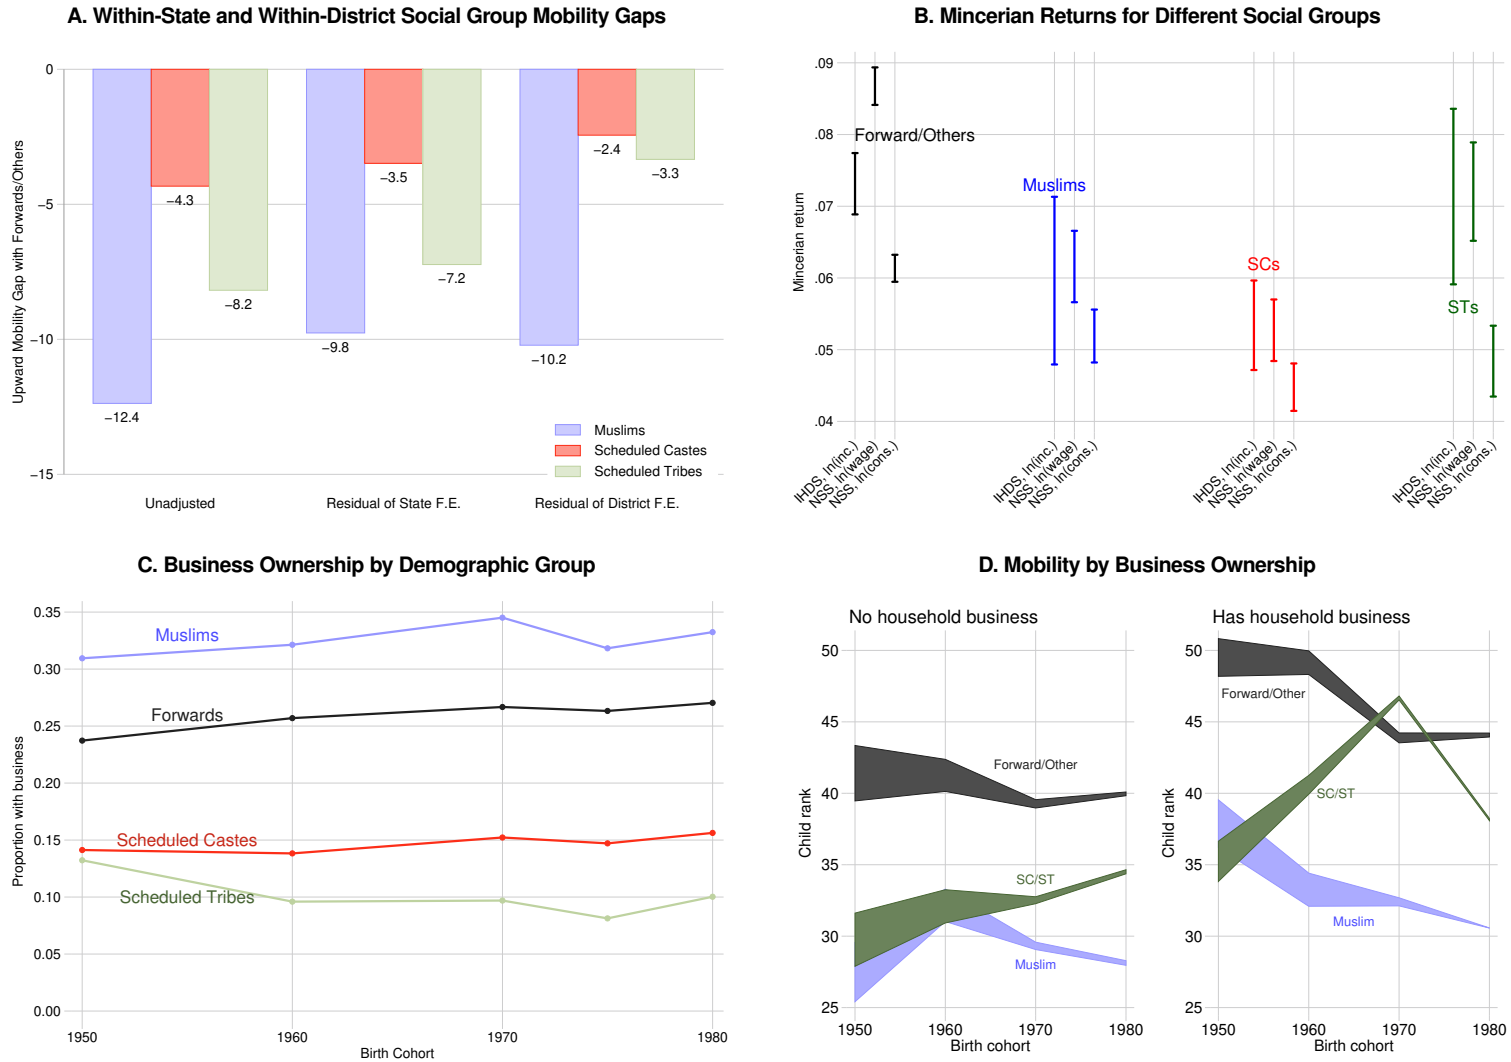 A. Within-State and Within-District Social Group Mobility Gaps
Upward Mobility Gap with Forwards/Others
0
−5
−10
−15
−12.4
−4.3
−8.2
−9.8
−3.5
−7.2
−10.2
−2.4
−3.3
Muslims
Scheduled Castes
Scheduled Tribes
Unadjusted
Residual of State F.E.
Residual of District F.E.
B. Mincerian Returns for Different Social Groups
Mincerian return
.09
.08
.07
.06
.05
.04
Forward/Others
Muslims
SCs
STs
IHDS, ln(inc.)
NSS, ln(wage)
NSS, ln(cons.)
IHDS, ln(inc.)
NSS, ln(wage)
NSS, ln(cons.)
IHDS, ln(inc.)
NSS, ln(wage)
NSS, ln(cons.)
IHDS, ln(inc.)
NSS, ln(wage)
NSS, ln(cons.)
C. Business Ownership by Demographic Group
Proportion with business
0.35
0.30
0.25
0.20
0.15
0.10
0.05
0.00
Muslims
Forwards
Scheduled Castes
Scheduled Tribes
1950
1960
1970
1980
Birth Cohort
D. Mobility by Business Ownership
No household business
Child rank
50
45
40
35
30
25
Forward/Other
SC/ST
Muslim
1950
1960
1970
1980
Birth cohort
Has household business
Child rank
50
45
40
35
30
25
Forward/Other
SC/ST
Muslim
1950
1960
1970
1980
Birth cohort